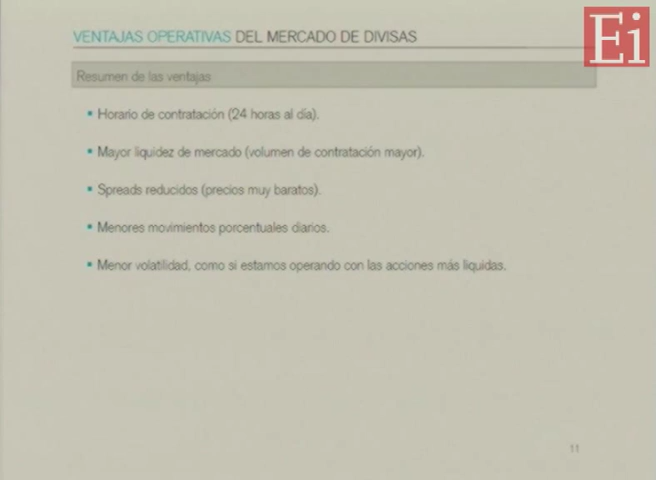 Ei
VENTAJAS OPERATIVAS DEL MERCADO DE DIVISAS
Resumen de las ventajas
▪ Horario de contratación (24 horas al día).
▪ Mayor liquidez de mercado (volumen de contratación mayor).
▪ Spreads reducidos (precios muy baratos).
▪ Menores movimientos porcentuales diarios.
▪ Menor volatilidad, como si estamos operando con las acciones más liquidas.
11